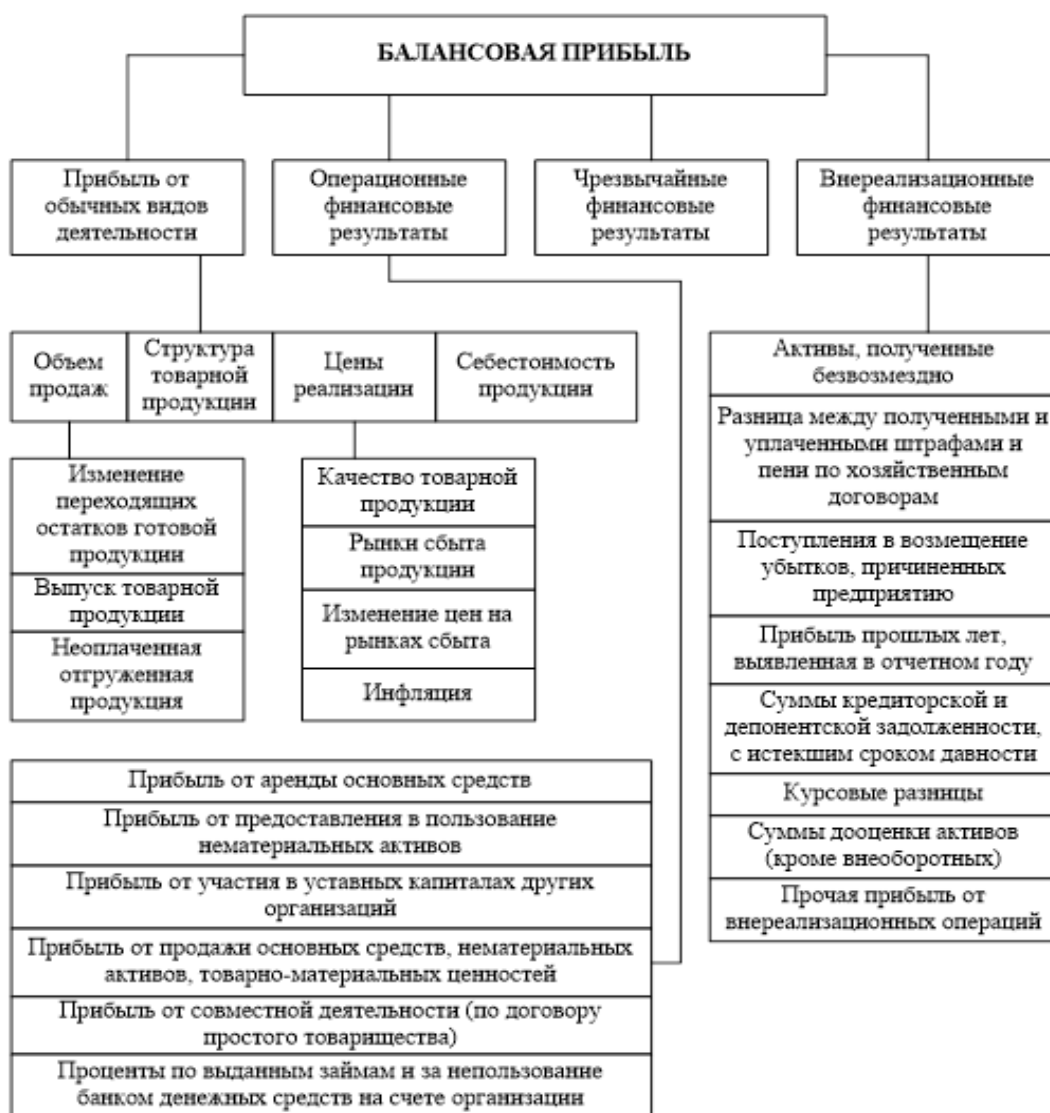 БАЛАНСОВАЯ ПРИБЫЛЬ
Прибыль от
обычных видов
деятельности
Операционные
финансовые
результаты
Чрезвычайные
финансовые
результаты
Внереализационные
финансовые
результаты
Объем
продаж
Структура
товарной
продукции
Цены
реализации
Себестоимость
продукции
Изменение
переходящих
остатков готовой
продукции
Выпуск товарной
продукции
Неоплаченная
отгруженная
продукция
Качество товарной
продукции
Рынки сбыта
продукции
Изменение цен на
рынках сбыта
Инфляция
Активы, полученные
безвозмездно
Разница между полученными и
уплаченными штрафами и
пени по хозяйственным
договорам
Поступления в возмещение
убытков, причиненных
предприятию
Прибыль прошлых лет,
выявленная в отчетном году
Суммы кредиторской и
депонентской задолженности,
с истекшим сроком давности
Курсовые разницы
Суммы дооценки активов
(кроме внеоборотных)
Прочая прибыль от
внереализационных операций
Прибыль от аренды основных средств
Прибыль от предоставления в пользование
нематериальных активов
Прибыль от участия в уставных капиталах других
организаций
Прибыль от продажи основных средств, нематериальных
активов, товарно-материальных ценностей
Прибыль от совместной деятельности (по договору
простого товарищества)
Проценты по выданным займам и за непользование
банком денежных средств на счете организации